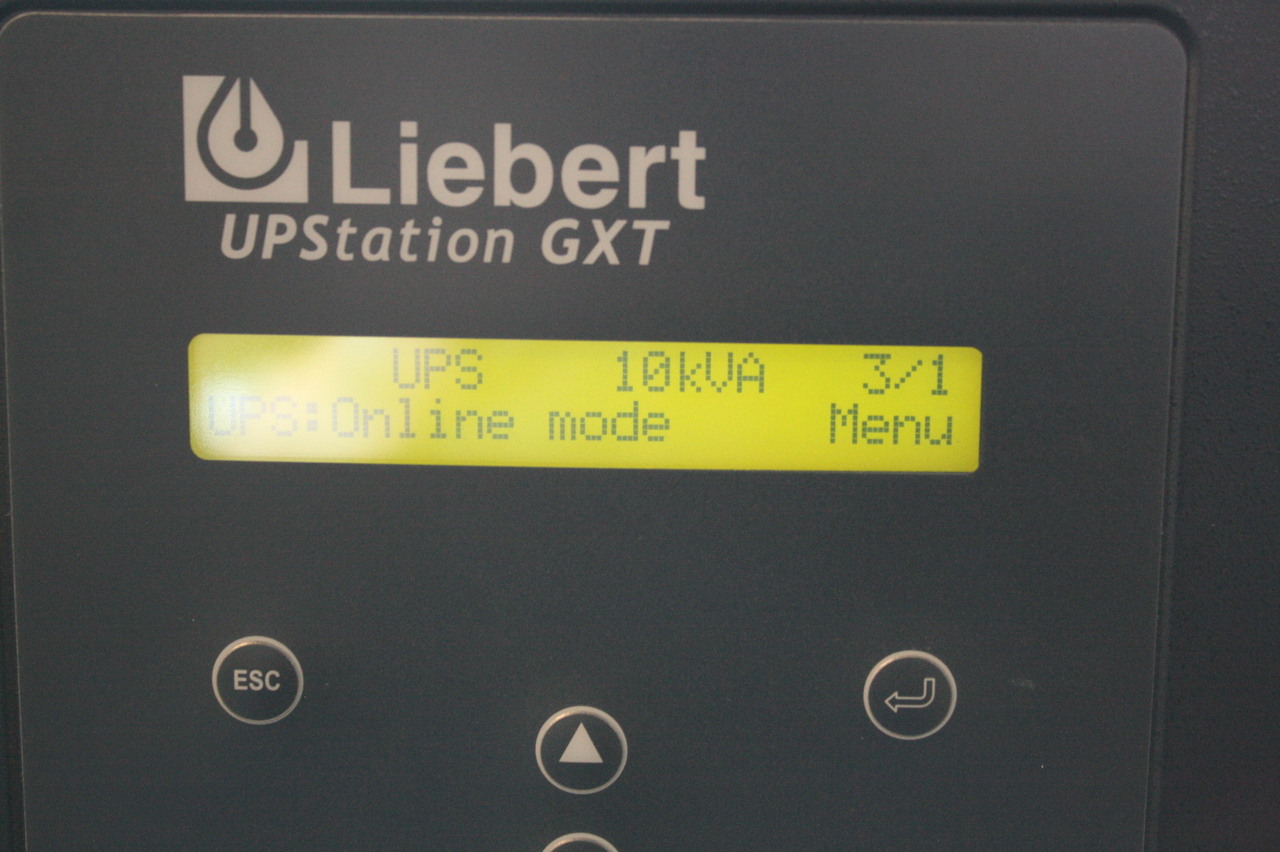 Liebert
UPStation GXT
UPS 10kVA 3/1
UPS:Online mode Menu
ESC